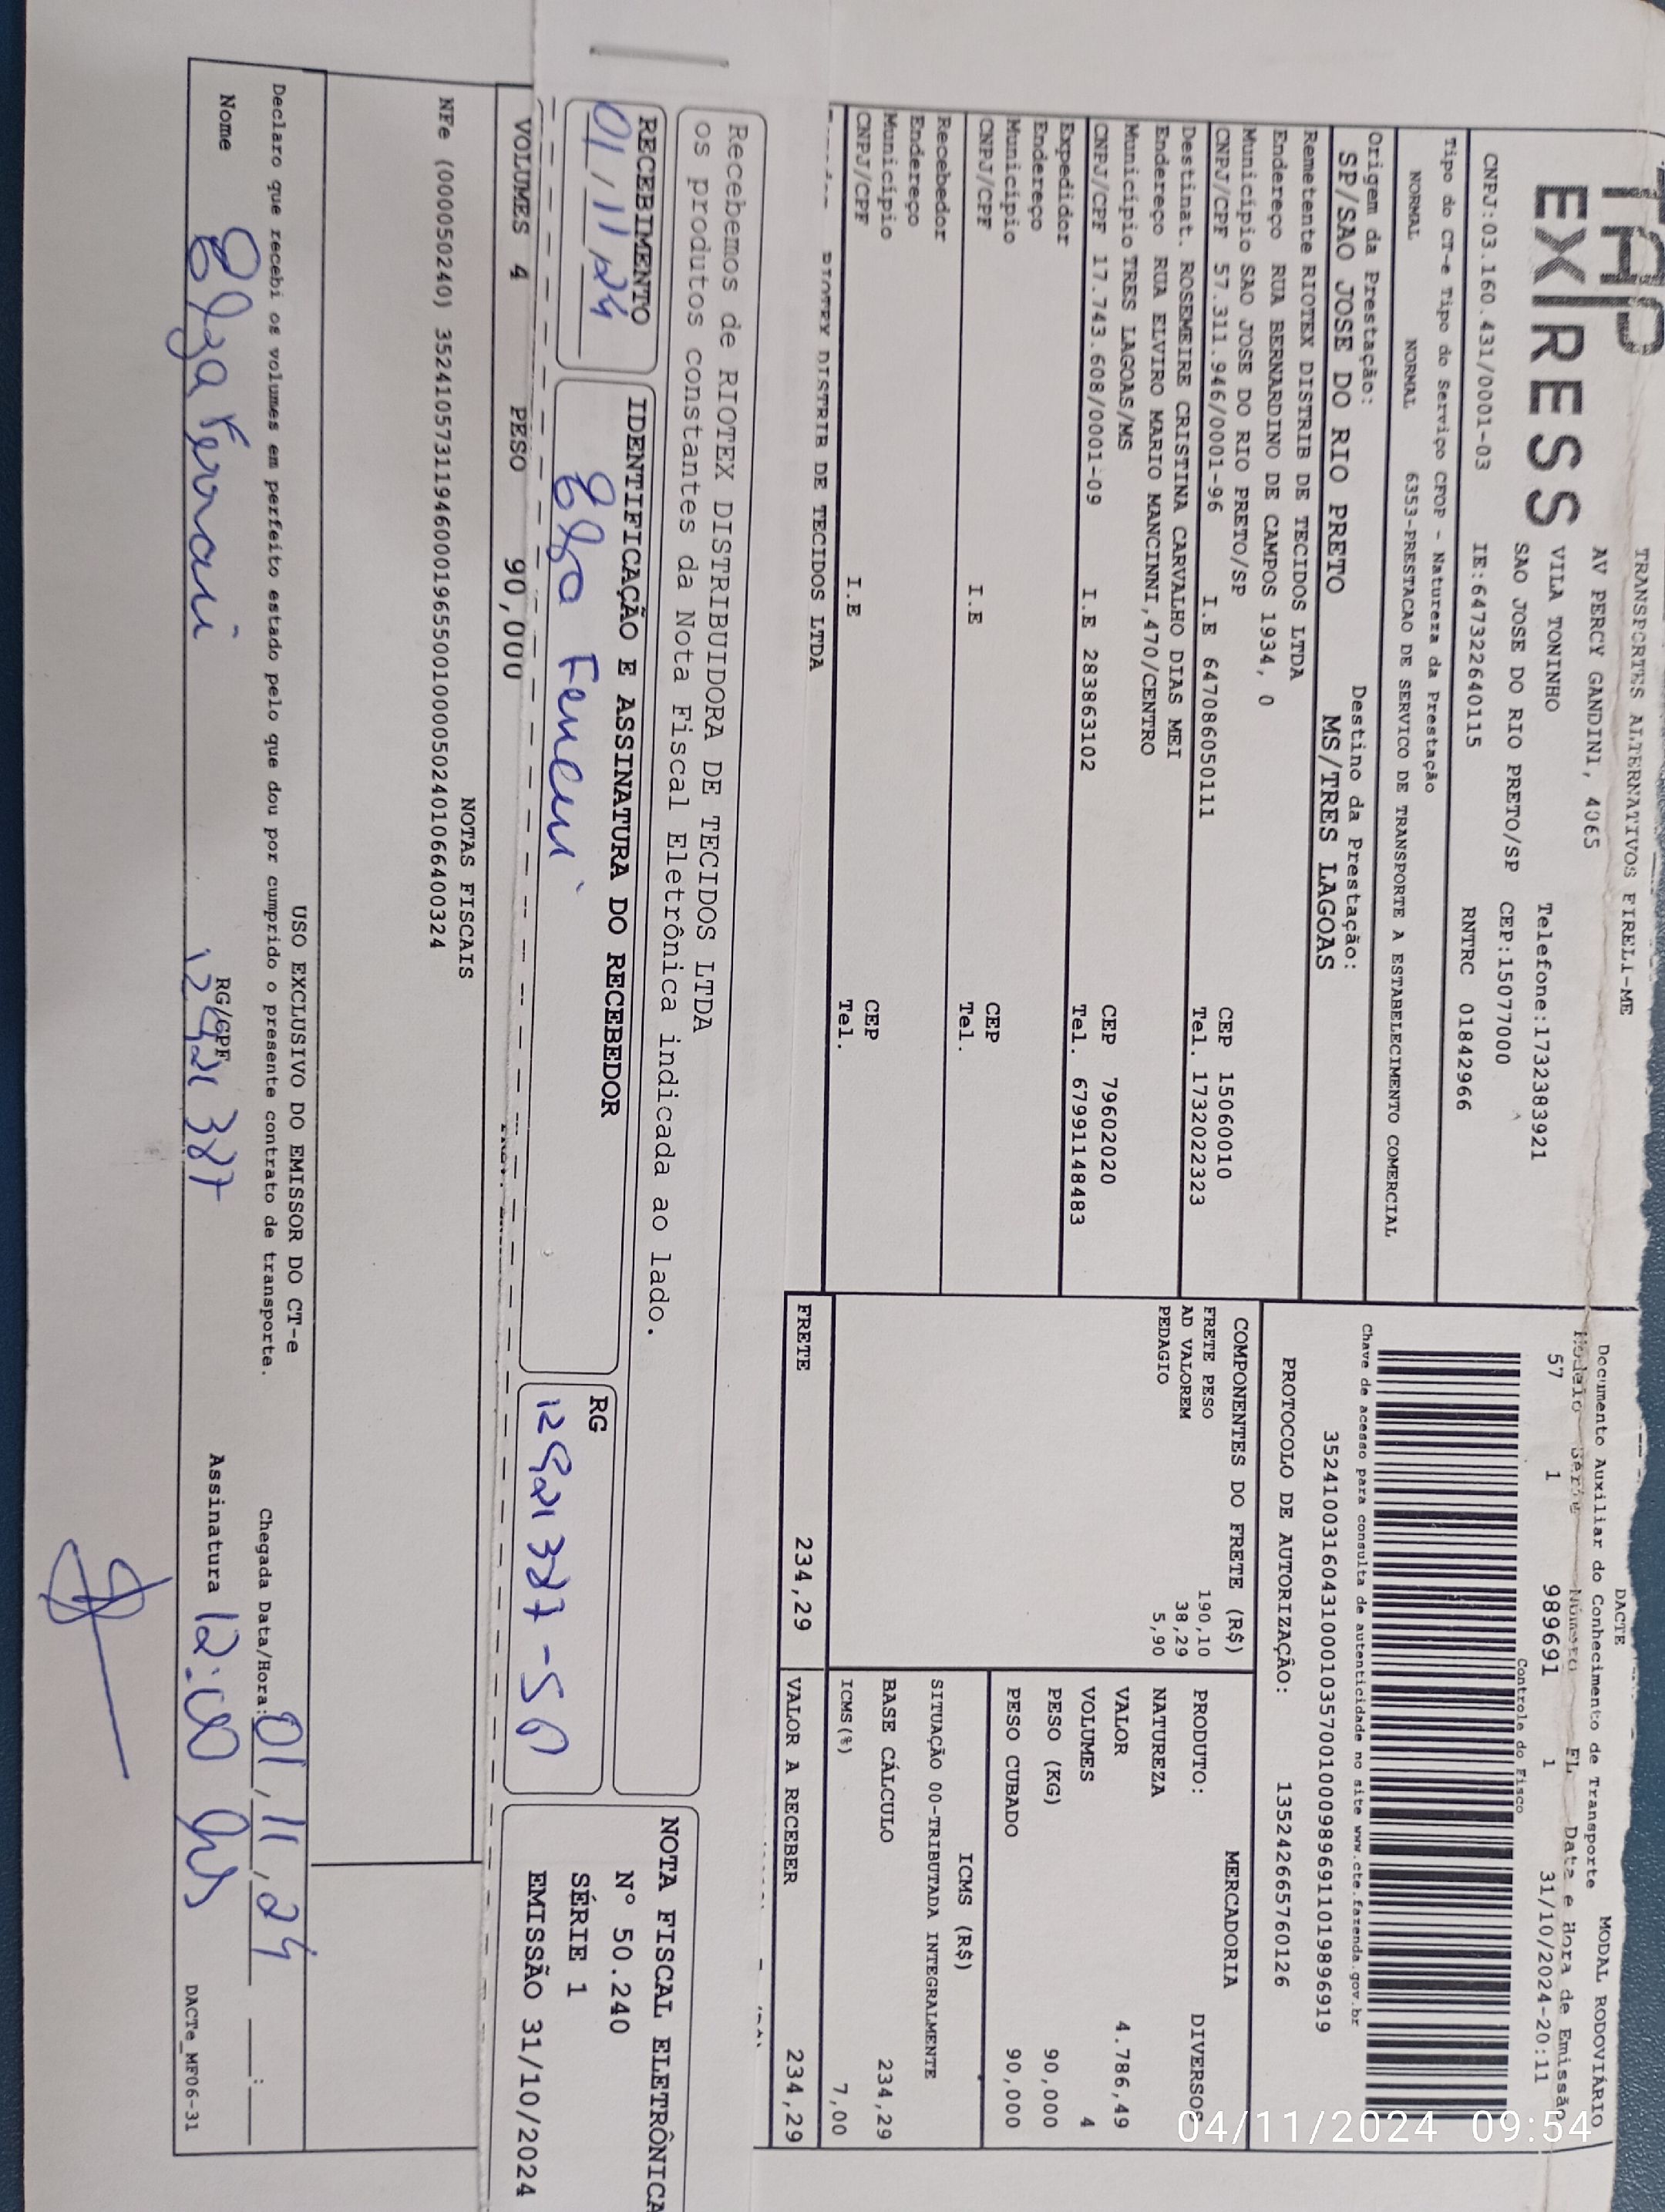 TRANSPORTES ALTERNATIVOS EIRELI-ME
TAP
EXPRESS
AV PERCY GANDINI, 4065
VILA TONINHO
Telefone:1732383921
SAO JOSE DO RIO PRETO/SP CEP:15077000
CNPJ:03.160.431/0001-03 IE:647322640115 RNTRC 01842966
DACTE
MODAL RODOVIÁRIO
Documento Auxiliar do Conhecimento de Transporte
Modelo Série Número FL Data e Hora de Emissão
57 1 989691 1 31/10/2024-20:11
Controle do Fisco
Tipo do CT-e Tipo do Serviço CFOP - Natureza da Prestação
NORMAL NORMAL 6353-PRESTACAO DE SERVICO DE TRANSPORTE A ESTABELECIMENTO COMERCIAL
Chave de acesso para consulta de autenticidade no site www.cte.fazenda.gov.br
35241003160431000103570010009896911019896919
PROTOCOLO DE AUTORIZAÇÃO: 135242665760126
Origem da Prestação: Destino da Prestação:
SP/SAO JOSE DO RIO PRETO MS/TRES LAGOAS
Remetente RIOTEX DISTRIB DE TECIDOS LTDA
Endereço RUA BERNARDINO DE CAMPOS 1934, 0
Município SAO JOSE DO RIO PRETO/SP CEP 15060010
CNPJ/CPF 57.311.946/0001-96 I.E 647086050111 Tel. 1732022323
Destinat. ROSEMEIRE CRISTINA CARVALHO DIAS MEI
Endereço RUA ELVIRO MARIO MANCINNI,470/CENTRO
Município TRES LAGOAS/MS CEP 79602020
CNPJ/CPF 17.743.608/0001-09 I.E 283863102 Tel. 67991148483
Expedidor
Endereço
Município CEP
CNPJ/CPF I.E Tel.
Recebedor
Endereço
Município CEP
CNPJ/CPF I.E Tel.
DISTRIB DE TECIDOS LTDA
COMPONENTES DO FRETE (R$)
FRETE PESO 190,10
AD VALOREM 38,29
PEDAGIO 5,90
MERCADORIA
PRODUTO: DIVERSOS
NATUREZA
VALOR 4.786,49
VOLUMES 4
PESO (KG) 90,000
PESO CUBADO 90,000
ICMS (R$)
SITUAÇÃO 00-TRIBUTADA INTEGRALMENTE
BASE CÁLCULO 234,29
ICMS(%) 7,00
FRETE 234,29 VALOR A RECEBER 234,29
Recebemos de RIOTEX DISTRIBUIDORA DE TECIDOS LTDA
os produtos constantes da Nota Fiscal Eletrônica indicada ao lado.
RECEBIMENTO
01/11/24
IDENTIFICAÇÃO E ASSINATURA DO RECEBEDOR
Elza Ferrari
RG
NOTA FISCAL ELETRÔNICA
N° 50.240
SÉRIE 1
EMISSÃO 31/10/2024
VOLUMES 4 PESO 90,000
NOTAS FISCAIS
NFe (000050240) 35241057311946000196550010000502401066400324
USO EXCLUSIVO DO EMISSOR DO CT-e
Declaro que recebi os volumes em perfeito estado pelo que dou por cumprido o presente contrato de transporte.
Chegada Data/Hora: 01/11/24
Nome Elza Ferrari RG/CPF Assinatura 12:00 hs
DACTe_MF06-31
04/11/2024 09:54